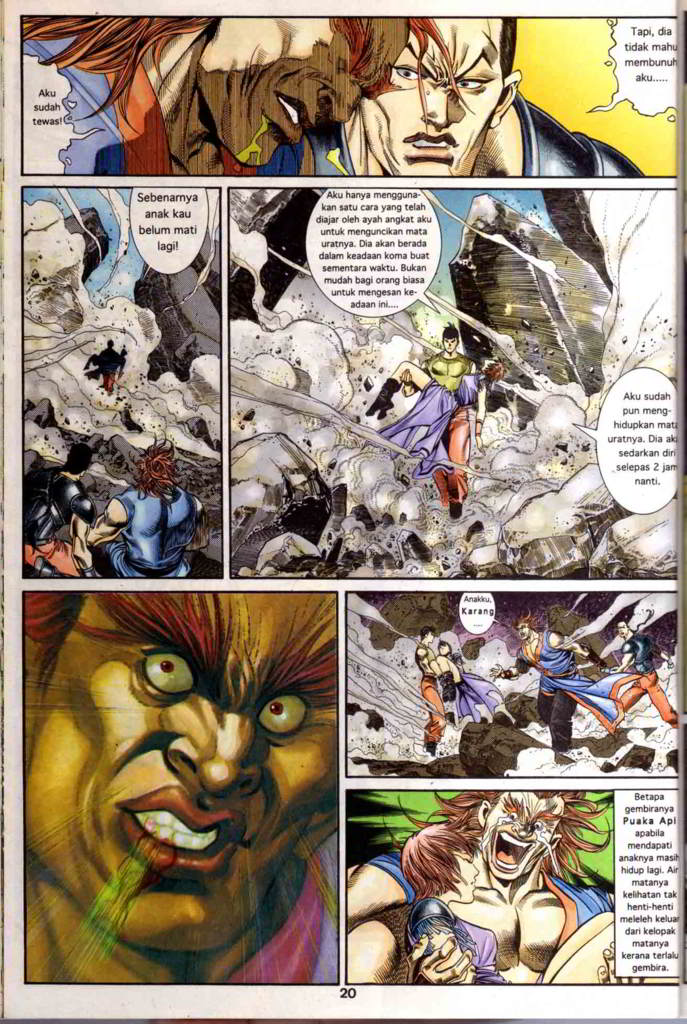 Aku
sudah
tewas!
Tapi, dia
tidak mahu
membunuh
aku.....
Sebenarnya
anak kau
belum mati
lagi!
Aku hanya mengguna-
kan satu cara yang telah
diajar oleh ayah angkat aku
untuk menguncikan mata
uratnya. Dia akan berada
dalam keadaan koma buat
sementara waktu. Bukan
mudah bagi orang biasa
untuk mengesan ke-
adaan ini....
Aku sudah
pun meng-
hidupkan mata
uratnya. Dia ak
sedarkan diri
selepas 2 jam
nanti.
Anakku,
Karang
....
Betapa
gembiranya
Puaka Api
apabila
mendapati
anaknya masih
hidup lagi. Air
matanya
kelihatan tak
henti-henti
meleleh keluar
dari kelopak
matanya
kerana terlalu
gembira.
20